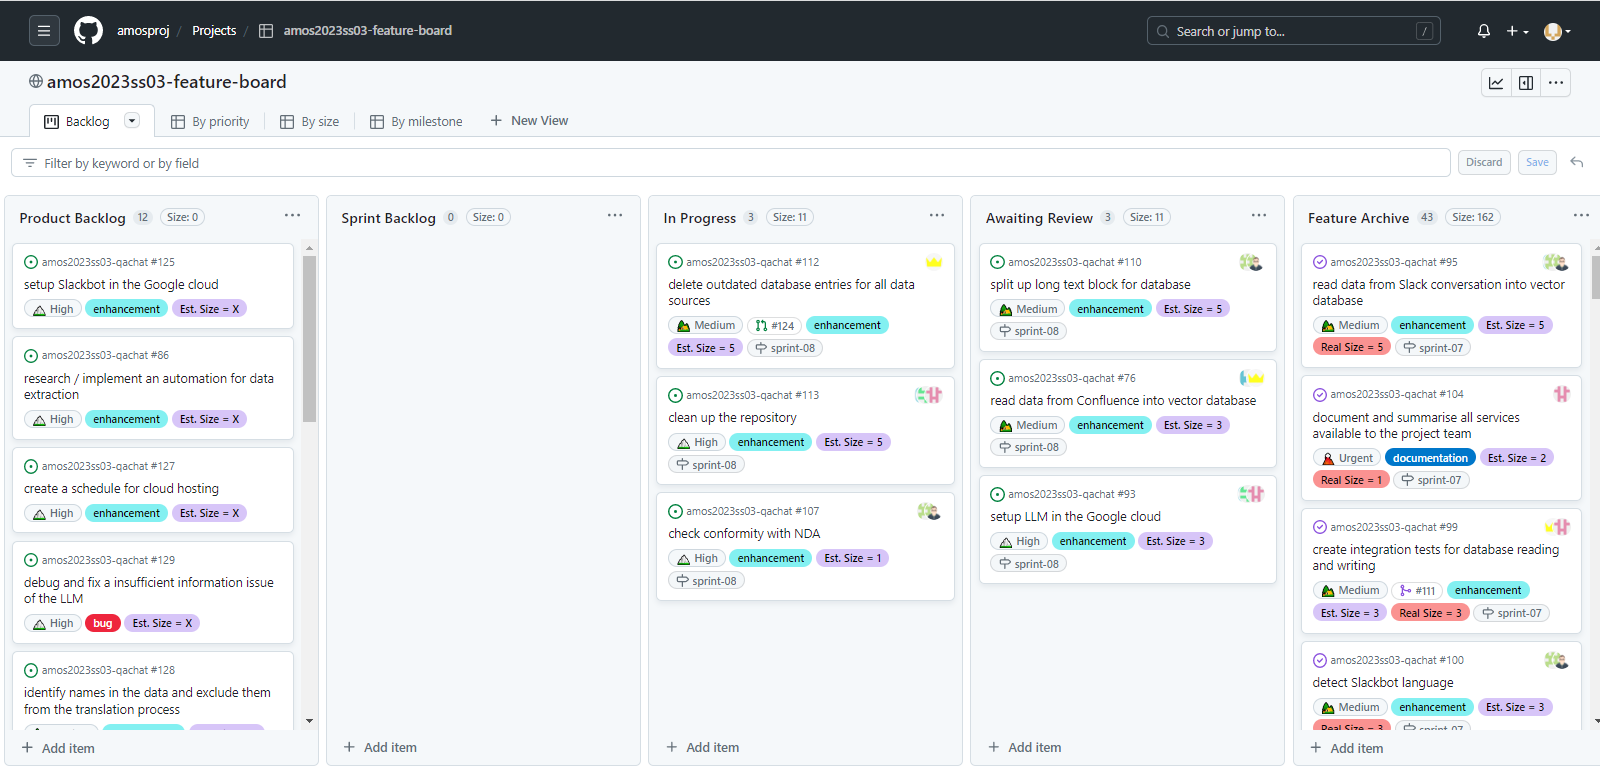 amosproj / Projects / amos2023ss03-feature-board
Search or jump to... /
amos2023ss03-feature-board
Backlog By priority By size By milestone + New View
Filter by keyword or by field
Discard Save
Product Backlog 12 Size: 0
amos2023ss03-qachat #125
setup Slackbot in the Google cloud
High enhancement Est. Size = X
amos2023ss03-qachat #86
research / implement an automation for data
extraction
High enhancement Est. Size = X
amos2023ss03-qachat #127
create a schedule for cloud hosting
High enhancement Est. Size = X
amos2023ss03-qachat #129
debug and fix a insufficient information issue
of the LLM
High bug Est. Size = X
amos2023ss03-qachat #128
identify names in the data and exclude them
from the translation process
+ Add item
Sprint Backlog 0 Size: 0
+ Add item
In Progress 3 Size: 11
amos2023ss03-qachat #112
delete outdated database entries for all data
sources
Medium #124 enhancement
Est. Size = 5 sprint-08
amos2023ss03-qachat #113
clean up the repository
High enhancement Est. Size = 5
sprint-08
amos2023ss03-qachat #107
check conformity with NDA
High enhancement Est. Size = 1
sprint-08
+ Add item
Awaiting Review 3 Size: 11
amos2023ss03-qachat #110
split up long text block for database
Medium enhancement Est. Size = 5
sprint-08
amos2023ss03-qachat #76
read data from Confluence into vector database
Medium enhancement Est. Size = 3
sprint-08
amos2023ss03-qachat #93
setup LLM in the Google cloud
High enhancement Est. Size = 3
sprint-08
+ Add item
Feature Archive 43 Size: 162
amos2023ss03-qachat #95
read data from Slack conversation into vector
database
Medium enhancement Est. Size = 5
Real Size = 5 sprint-07
amos2023ss03-qachat #104
document and summarise all services
available to the project team
Urgent documentation Est. Size = 2
Real Size = 1 sprint-07
amos2023ss03-qachat #99
create integration tests for database reading
and writing
Medium #111 enhancement
Est. Size = 3 Real Size = 3 sprint-07
amos2023ss03-qachat #100
detect Slackbot language
Medium enhancement Est. Size = 3
Real Size = 3 sprint-07
+ Add item